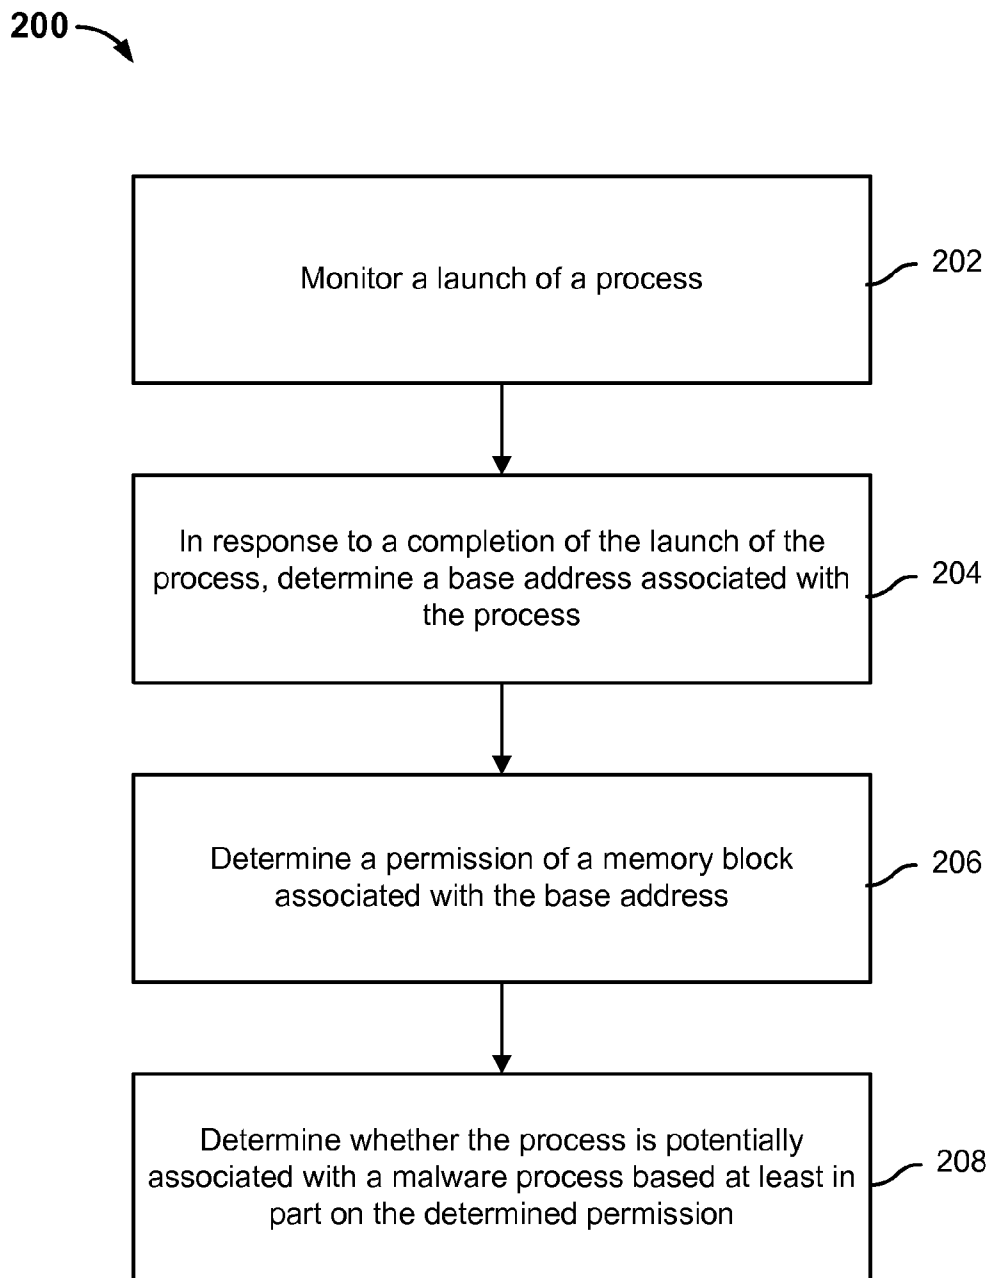 200
Monitor a launch of a process
202
In response to a completion of the launch of the
process, determine a base address associated with
the process
204
Determine a permission of a memory block
associated with the base address
206
Determine whether the process is potentially
associated with a malware process based at least in
part on the determined permission
208